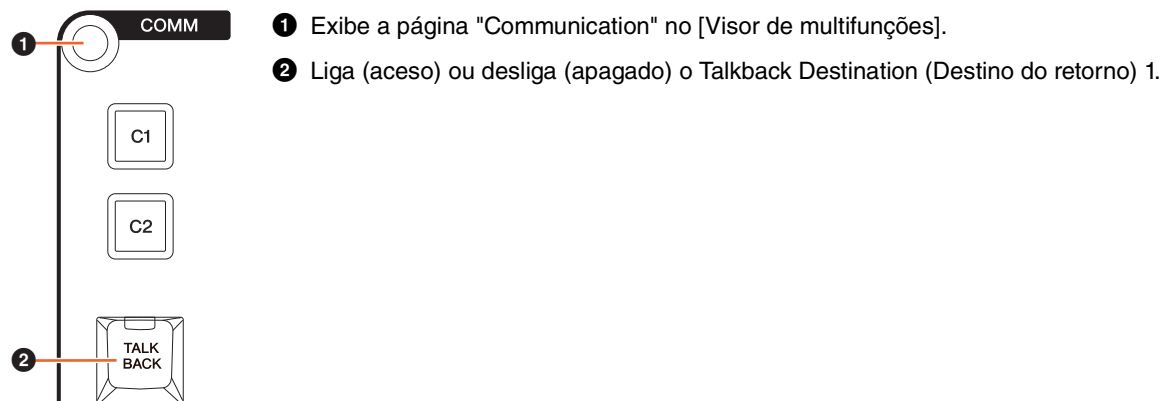 COMM
❶ Exibe a página "Communication" no [Visor de multifunções].
❶
❷ Liga (aceso) ou desliga (apagado) o Talkback Destination (Destino do retorno) 1.
C1
C2
❷
TALK
BACK